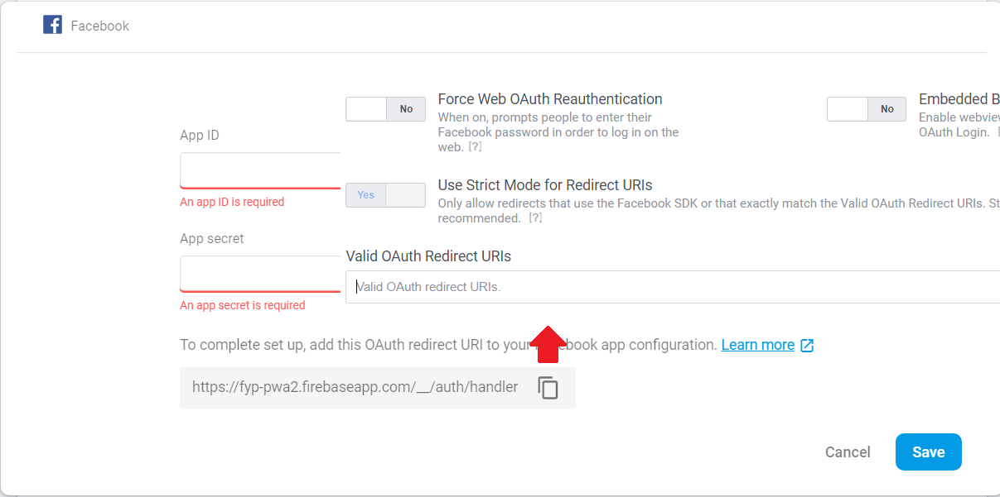 Facebook
App ID
An app ID is required
App secret
An app secret is required
No
Force Web OAuth Reauthentication
When on, prompts people to enter their
Facebook password in order to log in on the
web. [?]
No
Embedded B
Enable webview
OAuth Login. [
Yes
Use Strict Mode for Redirect URIs
Only allow redirects that use the Facebook SDK or that exactly match the Valid OAuth Redirect URIs. St
recommended. [?]
Valid OAuth Redirect URIs
Valid OAuth redirect URIs.
To complete set up, add this OAuth redirect URI to your book app configuration. Learn more
https://fyp-pwa2.firebaseapp.com/__/auth/handler
Cancel
Save